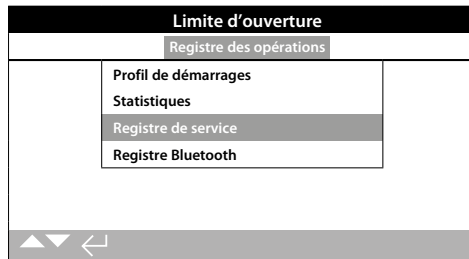 Limite d’ouverture
Registre des opérations
Profil de démarrages
Statistiques
Registre de service
Registre Bluetooth